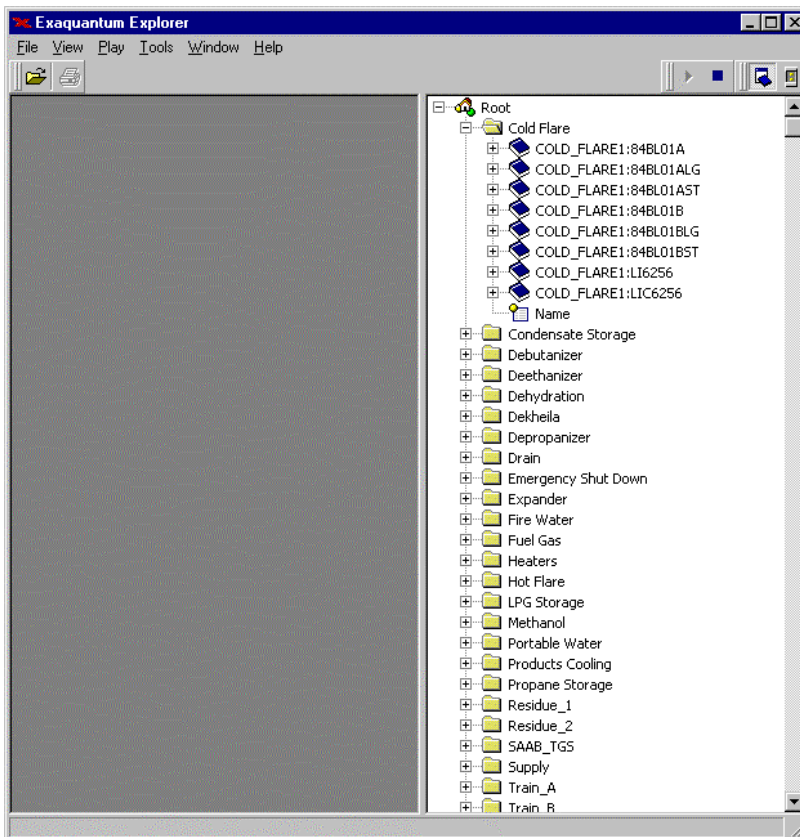 Exaquantum Explorer
File View Play Tools Window Help
Root
Cold Flare
COLD_FLARE1:84BL01A
COLD_FLARE1:84BL01ALG
COLD_FLARE1:84BL01AST
COLD_FLARE1:84BL01B
COLD_FLARE1:84BL01BLG
COLD_FLARE1:84BL01BST
COLD_FLARE1:LI6256
COLD_FLARE1:LIC6256
Name
Condensate Storage
Debutanizer
Deethanizer
Dehydration
Dekheila
Depropanizer
Drain
Emergency Shut Down
Expander
Fire Water
Fuel Gas
Heaters
Hot Flare
LPG Storage
Methanol
Portable Water
Products Cooling
Propane Storage
Residue_1
Residue_2
SAAB_TGS
Supply
Train_A
Train_B